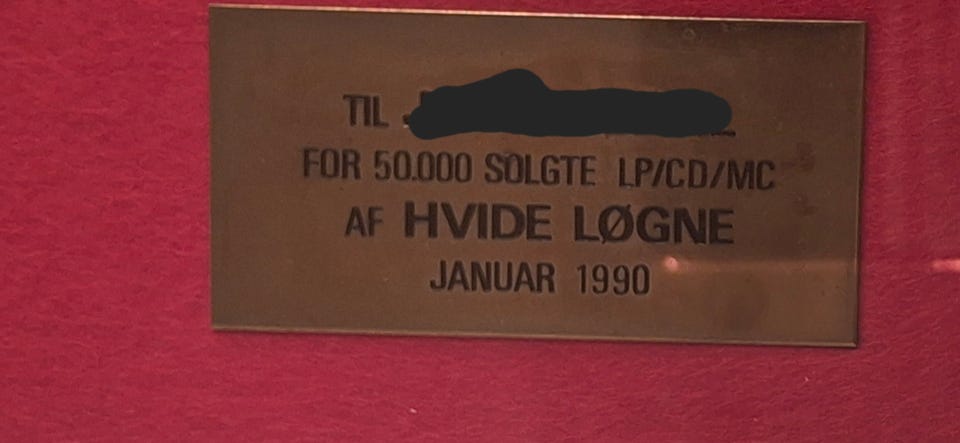 TIL
FOR 50.000 SOLGTE LP/CD/MC
AF HVIDE LØGNE
JANUAR 1990